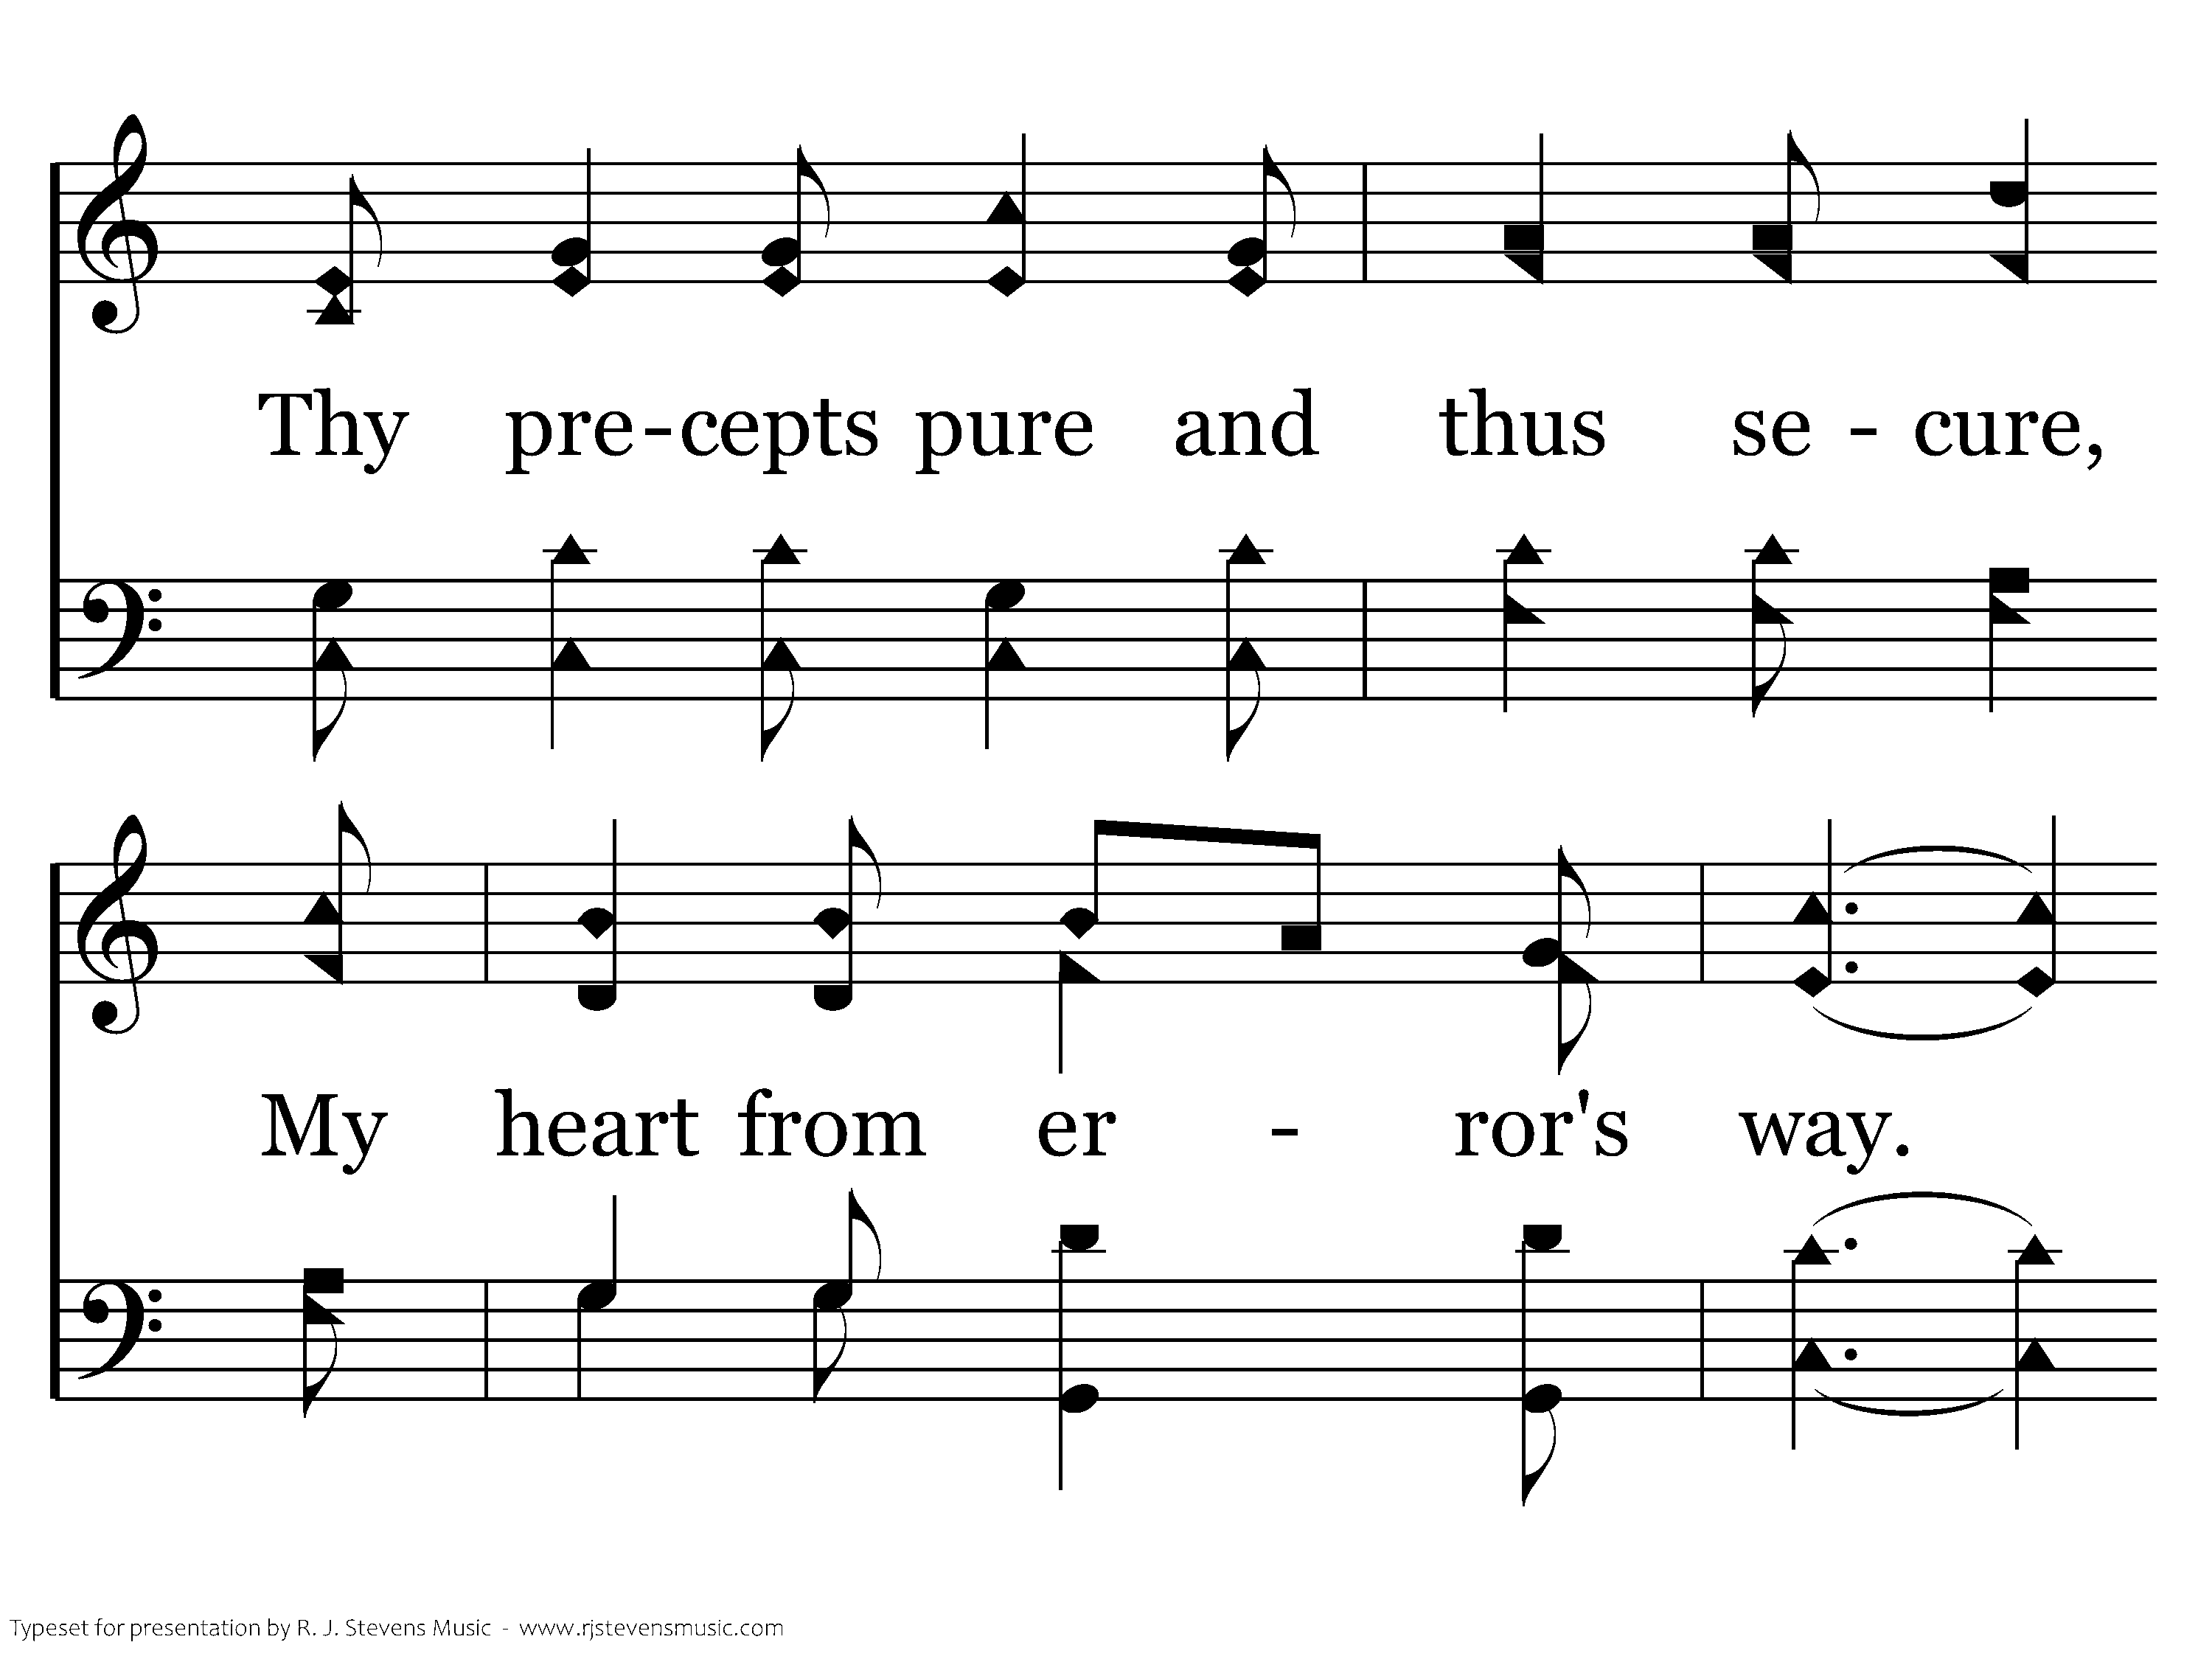 Thy pre-cepts pure and thus se - cure,
My heart from er - ror's way.
Typeset for presentation by R. J. Stevens Music - www.rjstevensmusic.com